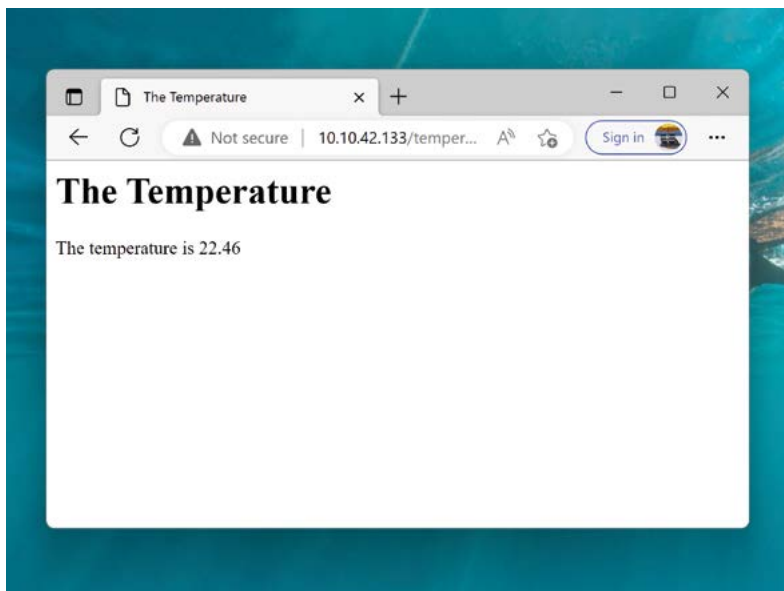 The Temperature
Not secure | 10.10.42.133/temper... A Sign in
The Temperature
The temperature is 22.46